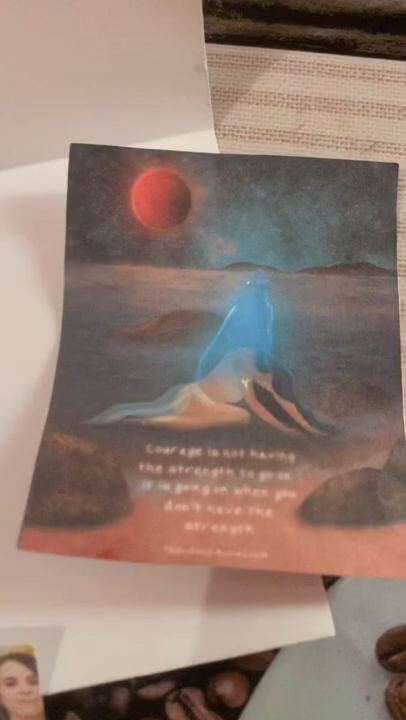 Courage is not having
the strength to go on
it is going on when you
don't have the
strength